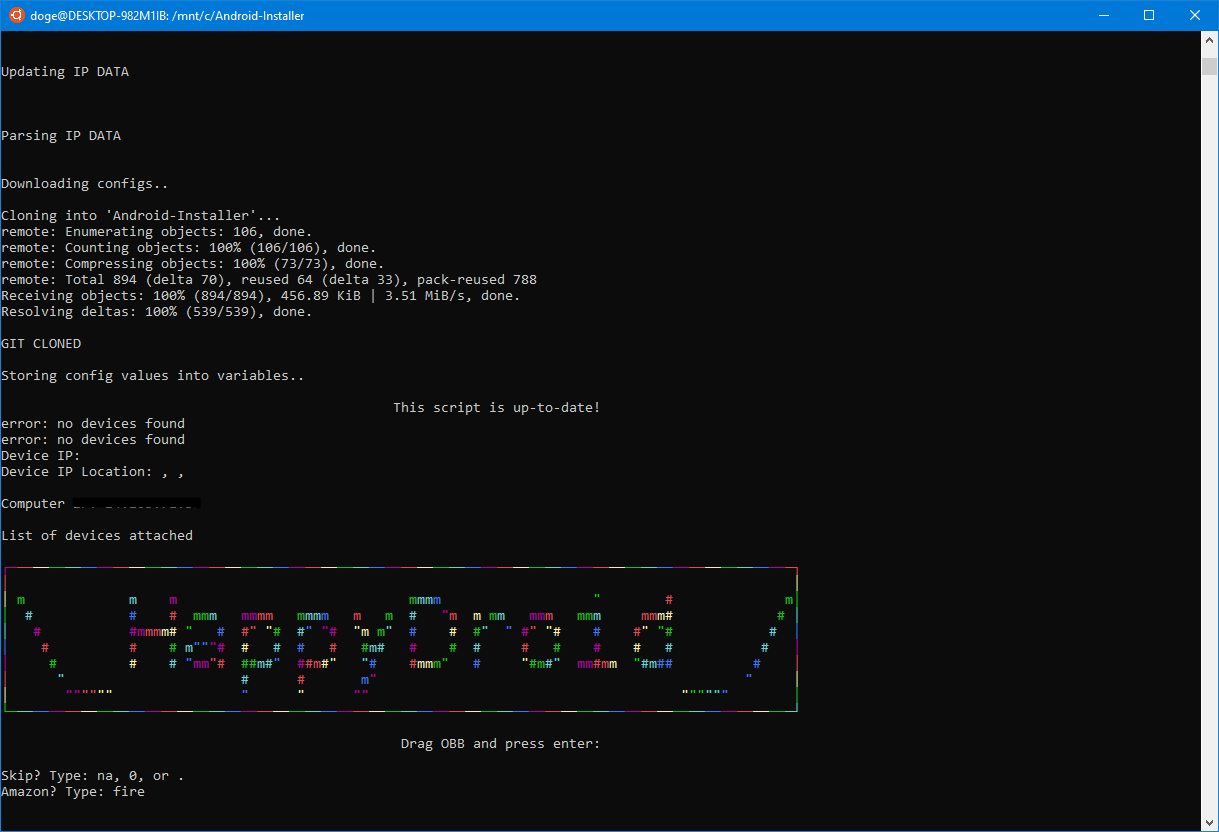 doge@DESKTOP-982M1IB: /mnt/c/Android-Installer
Updating IP DATA
Parsing IP DATA
Downloading configs..
Cloning into 'Android-Installer'...
remote: Enumerating objects: 106, done.
remote: Counting objects: 100% (106/106), done.
remote: Compressing objects: 100% (73/73), done.
remote: Total 894 (delta 70), reused 64 (delta 33), pack-reused 788
Receiving objects: 100% (894/894), 456.89 KiB | 3.51 MiB/s, done.
Resolving deltas: 100% (539/539), done.
GIT CLONED
Storing config values into variables..
This script is up-to-date!
error: no devices found
error: no devices found
Device IP:
Device IP Location: , ,
Computer
List of devices attached
HappyDroid
Drag OBB and press enter:
Skip? Type: na, 0, or .
Amazon? Type: fire